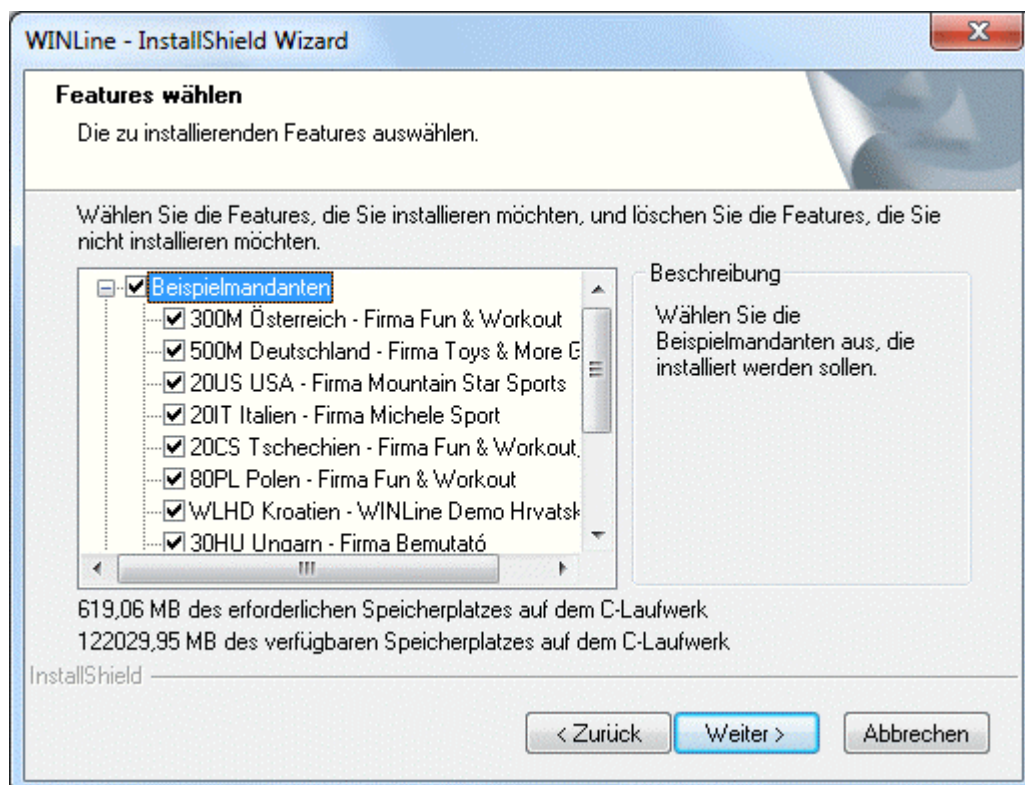 WINLine - InstallShield Wizard
Features wählen
Die zu installierenden Features auswählen.
Wählen Sie die Features, die Sie installieren möchten, und löschen Sie die Features, die Sie
nicht installieren möchten.
Beispielmandanten
300M Österreich - Firma Fun & Workout
500M Deutschland - Firma Toys & More G
20US USA - Firma Mountain Star Sports
20IT Italien - Firma Michele Sport
20CS Tschechien - Firma Fun & Workout,
80PL Polen - Firma Fun & Workout
WLHD Kroatien - WINLine Demo Hrvatsk
30HU Ungarn - Firma Bemutató
Beschreibung
Wählen Sie die
Beispielmandanten aus, die
installiert werden sollen.
619,06 MB des erforderlichen Speicherplatzes auf dem C-Laufwerk
122029,95 MB des verfügbaren Speicherplatzes auf dem C-Laufwerk
InstallShield
< Zurück
Weiter >
Abbrechen